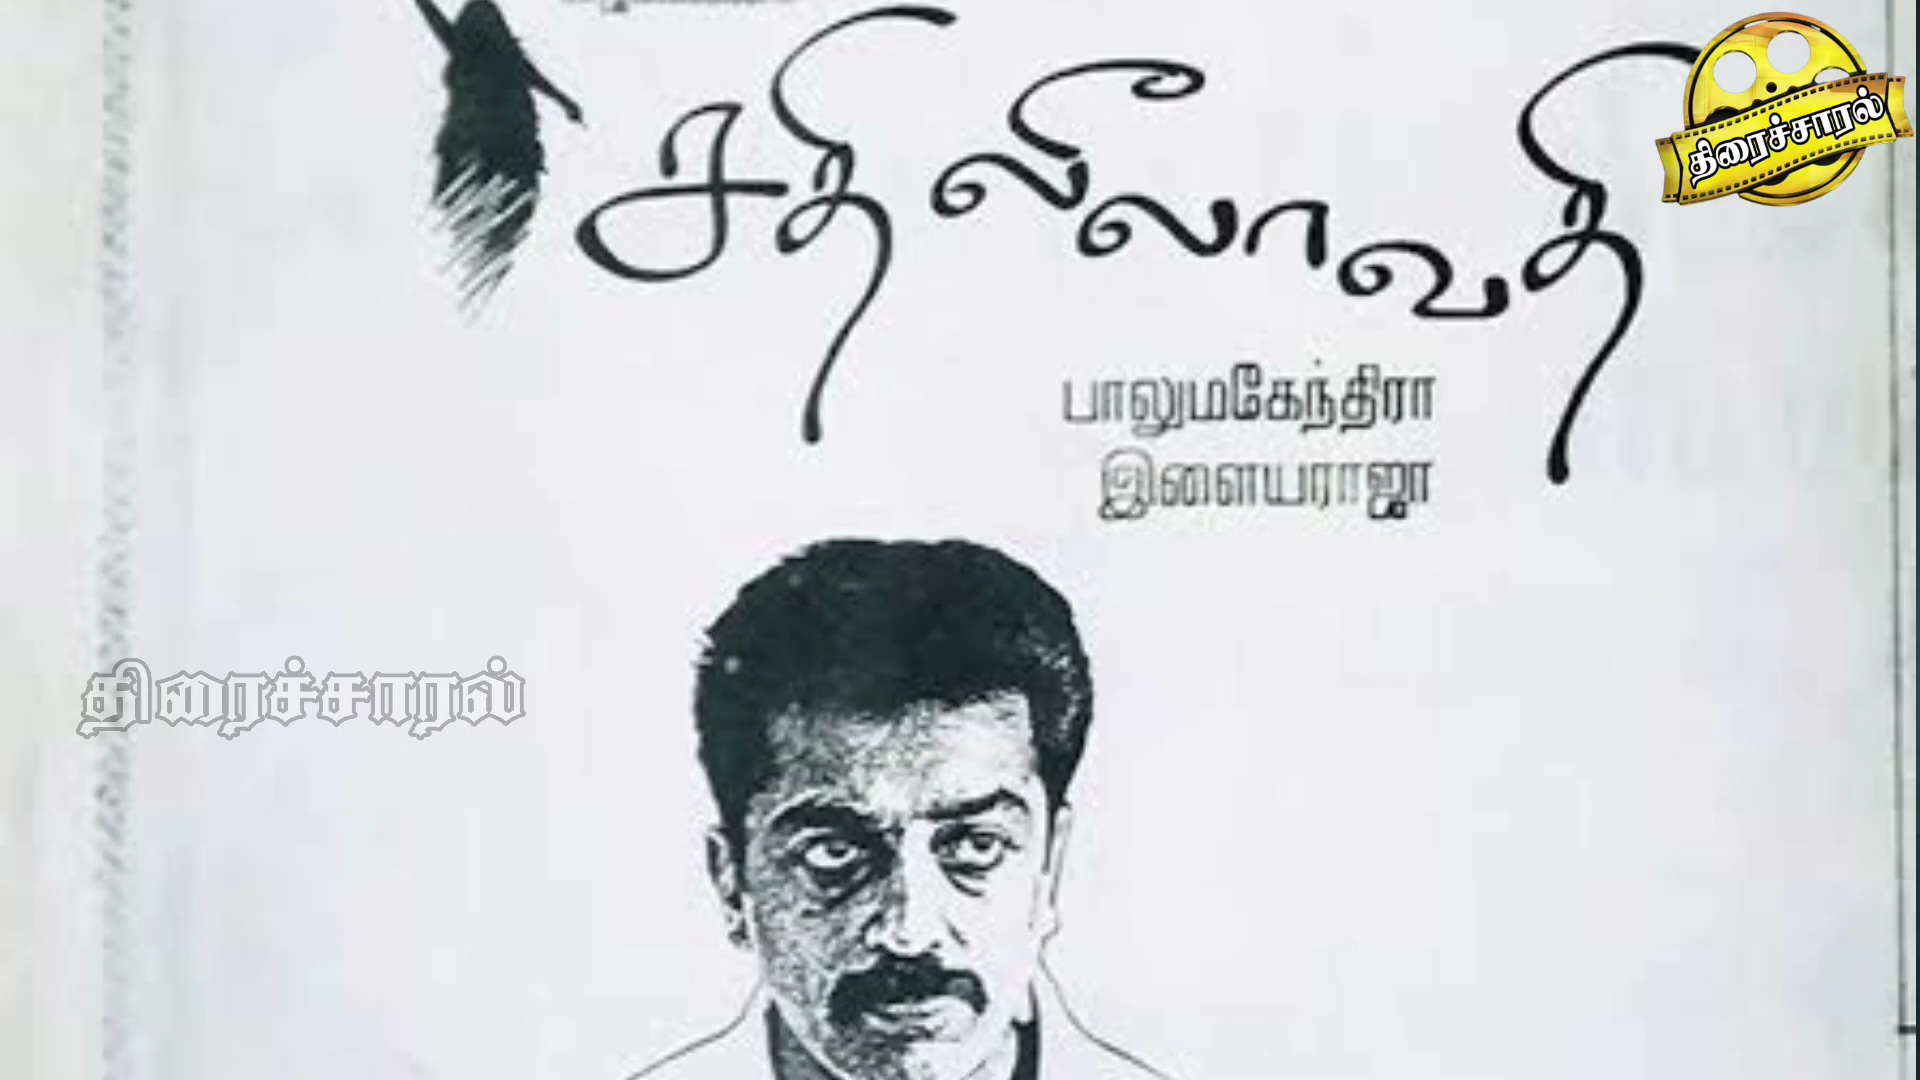 சதி லீலாவதி
திரைச்சாரல்
பாலுமகேந்திரா
இளையராஜா
திரைச்சாரல்